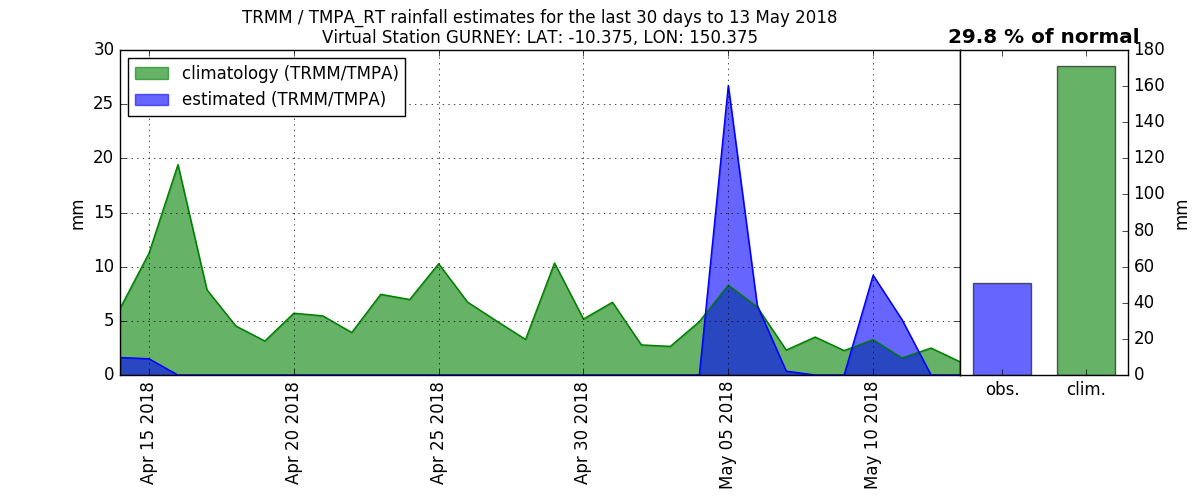 TRMM / TMPA_RT rainfall estimates for the last 30 days to 13 May 2018
Virtual Station GURNEY: LAT: -10.375, LON: 150.375
29.8 % of normal
climatology (TRMM/TMPA)
estimated (TRMM/TMPA)
30
25
20
15
10
5
0
mm
Apr 15 2018
Apr 20 2018
Apr 25 2018
Apr 30 2018
May 05 2018
May 10 2018
180
160
140
120
100
80
60
40
20
0
mm
obs.
clim.